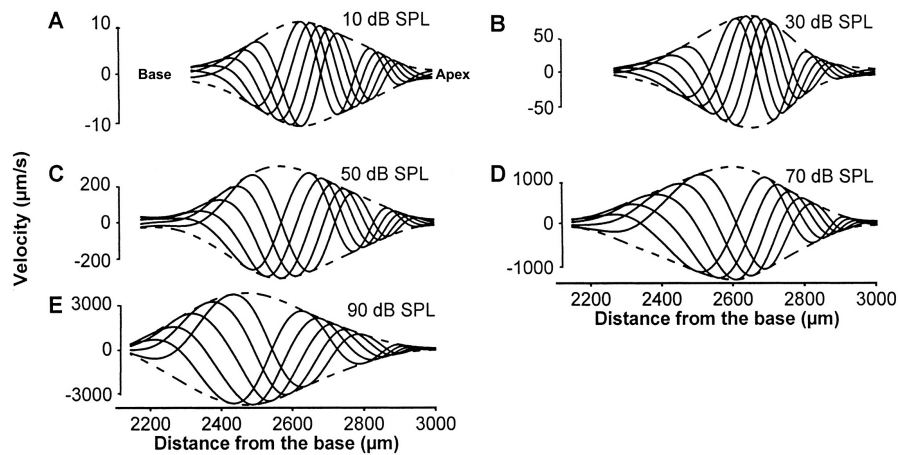 A
10 dB SPL
10
0
-10
Base
Apex
B
30 dB SPL
50
0
-50
Velocity (µm/s)
C
50 dB SPL
200
0
-200
D
70 dB SPL
1000
0
-1000
2200 2400 2600 2800 3000
Distance from the base (µm)
E
90 dB SPL
3000
0
-3000
2200 2400 2600 2800 3000
Distance from the base (µm)